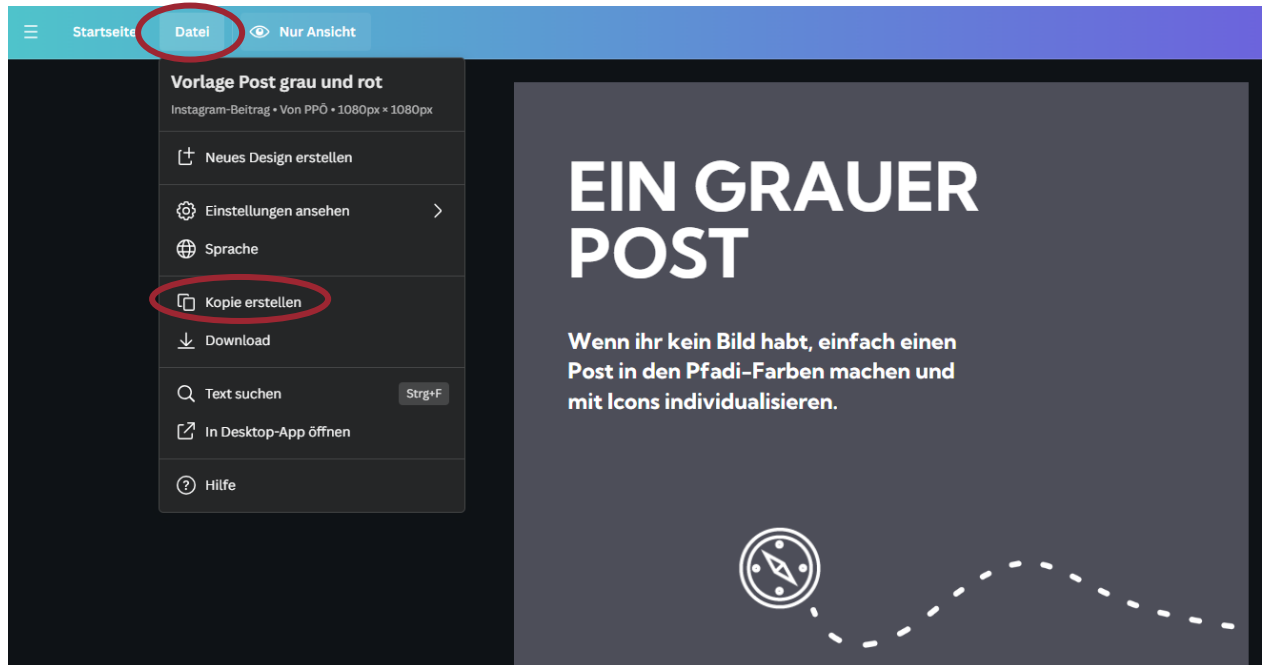 Startseite Datei Nur Ansicht
Vorlage Post grau und rot
Instagram-Beitrag • Von PPÖ • 1080px × 1080px
Neues Design erstellen
Einstellungen ansehen
Sprache
Kopie erstellen
Download
Text suchen Strg+F
In Desktop-App öffnen
Hilfe
EIN GRAUER
POST
Wenn ihr kein Bild habt, einfach einen
Post in den Pfadi-Farben machen und
mit Icons individualisieren.